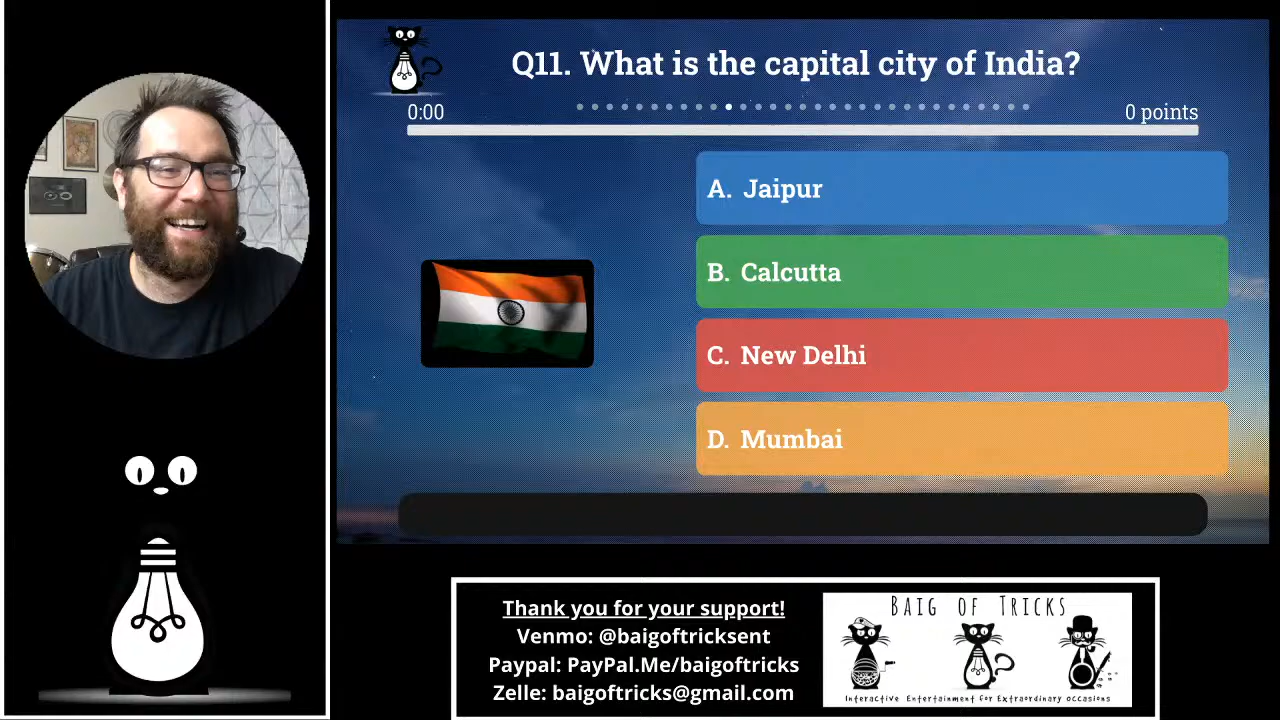 Q11. What is the capital city of India?
0:00
0 points
A. Jaipur
B. Calcutta
C. New Delhi
D. Mumbai
Thank you for your support!
Venmo: @baigoftricksent
Paypal: PayPal.Me/baigoftricks
Zelle: baigoftricks@gmail.com
BAIG OF TRICKS
Interactive Entertainment for Extraordinary occasions